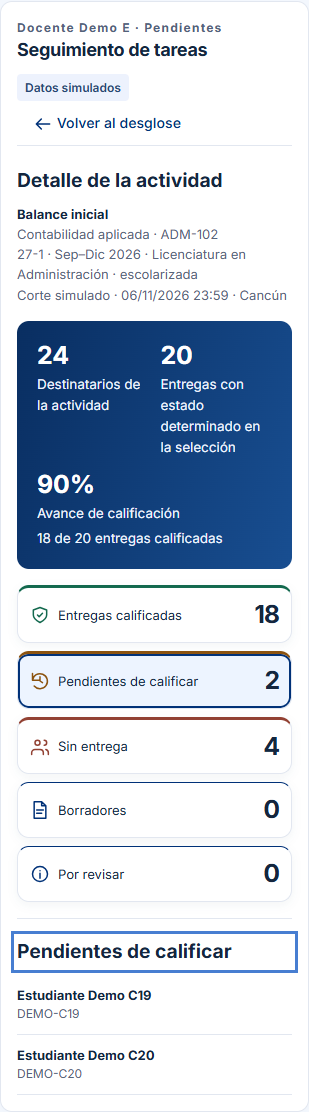 Docente Demo E · Pendientes
Seguimiento de tareas
Datos simulados
← Volver al desglose
Detalle de la actividad
Balance inicial
Contabilidad aplicada · ADM-102
27-1 · Sep–Dic 2026 · Licenciatura en
Administración · escolarizada
Corte simulado · 06/11/2026 23:59 · Cancún
24
Destinatarios de
la actividad
20
Entregas con
estado
determinado en
la selección
90%
Avance de calificación
18 de 20 entregas calificadas
Entregas calificadas 18
Pendientes de calificar 2
Sin entrega 4
Borradores 0
Por revisar 0
Pendientes de calificar
Estudiante Demo C19
DEMO-C19
Estudiante Demo C20
DEMO-C20